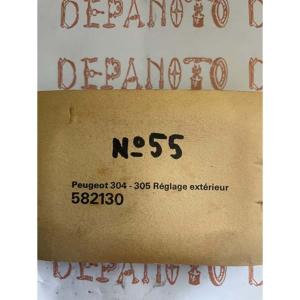 DEPANOTO DEPANOTO
DEPANOTO
N°55
Peugeot 304 - 305 Réglage extérieur
582130